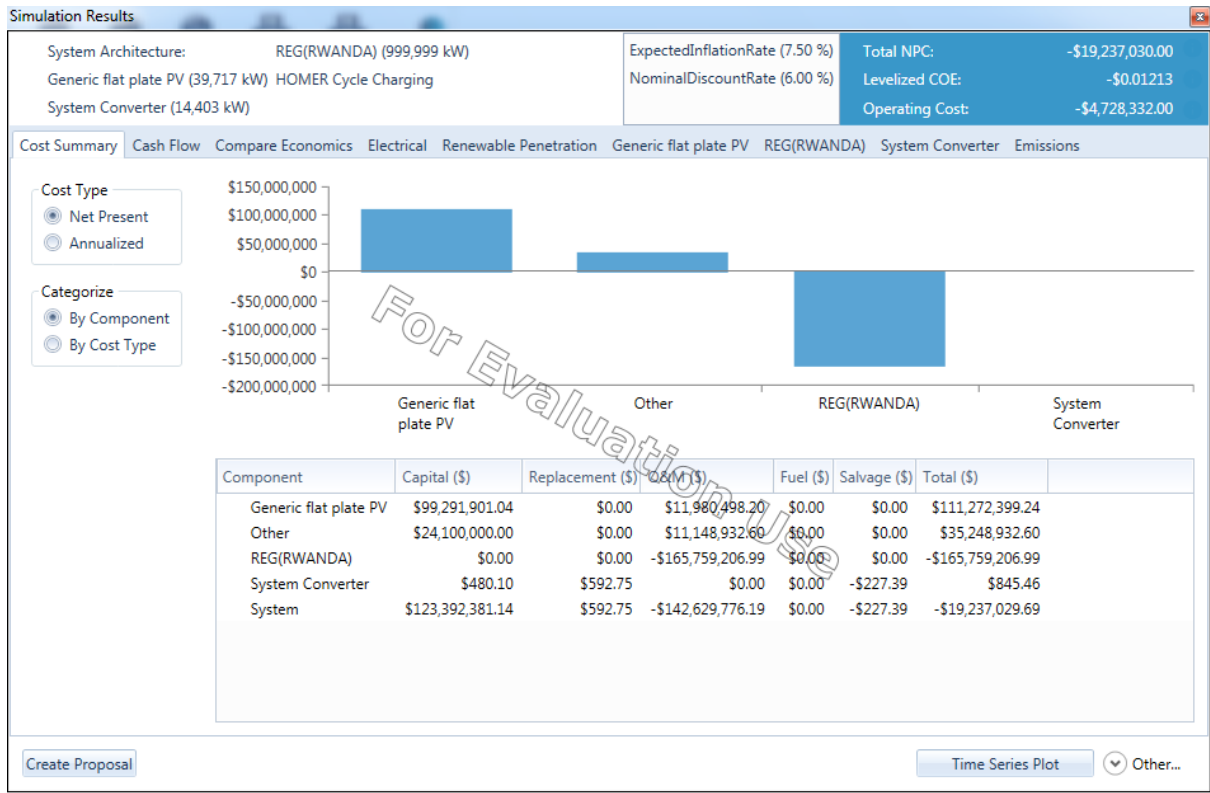 Simulation Results
System Architecture: REG(RWANDA) (999,999 kW)
Generic flat plate PV (39,717 kW) HOMER Cycle Charging
System Converter (14,403 kW)
ExpectedInflationRate (7.50 %)
NominalDiscountRate (6.00 %)
Total NPC: -$19,237,030.00
Levelized COE: -$0.01213
Operating Cost: -$4,728,332.00
Cost Summary Cash Flow Compare Economics Electrical Renewable Penetration Generic flat plate PV REG(RWANDA) System Converter Emissions
Cost Type
Net Present
Annualized
Categorize
By Component
By Cost Type
$150,000,000
$100,000,000
$50,000,000
$0
-$50,000,000
-$100,000,000
-$150,000,000
-$200,000,000
Generic flat
plate PV
Other
REG(RWANDA)
System
Converter
For Evaluation Use
Component Capital ($) Replacement ($) O&M ($) Fuel ($) Salvage ($) Total ($)
Generic flat plate PV $99,291,901.04 $0.00 $11,980,498.20 $0.00 $0.00 $111,272,399.24
Other $24,100,000.00 $0.00 $11,148,932.60 $0.00 $0.00 $35,248,932.60
REG(RWANDA) $0.00 $0.00 -$165,759,206.99 $0.00 $0.00 -$165,759,206.99
System Converter $480.10 $592.75 $0.00 $0.00 -$227.39 $845.46
System $123,392,381.14 $592.75 -$142,629,776.19 $0.00 -$227.39 -$19,237,029.69
Create Proposal
Time Series Plot
Other...